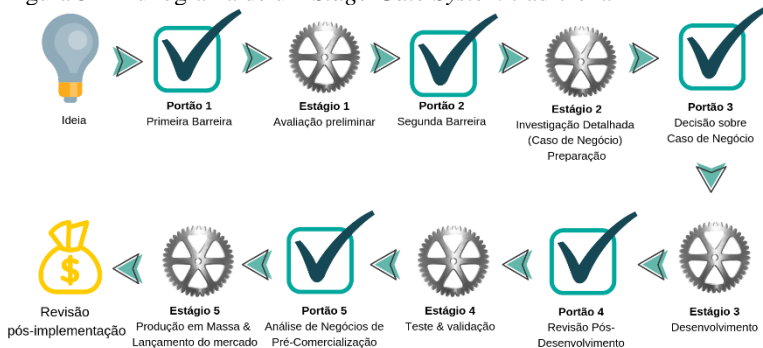 Ideia
Portão 1
Primeira Barreira
Estágio 1
Avaliação preliminar
Portão 2
Segunda Barreira
Estágio 2
Investigação Detalhada
(Caso de Negócio)
Preparação
Portão 3
Decisão sobre
Caso de Negócio
Revisão
pós-implementação
Estágio 5
Produção em Massa &
Lançamento do mercado
Portão 5
Análise de Negócios de
Pré-Comercialização
Estágio 4
Teste & validação
Portão 4
Revisão Pós-
Desenvolvimento
Estágio 3
Desenvolvimento